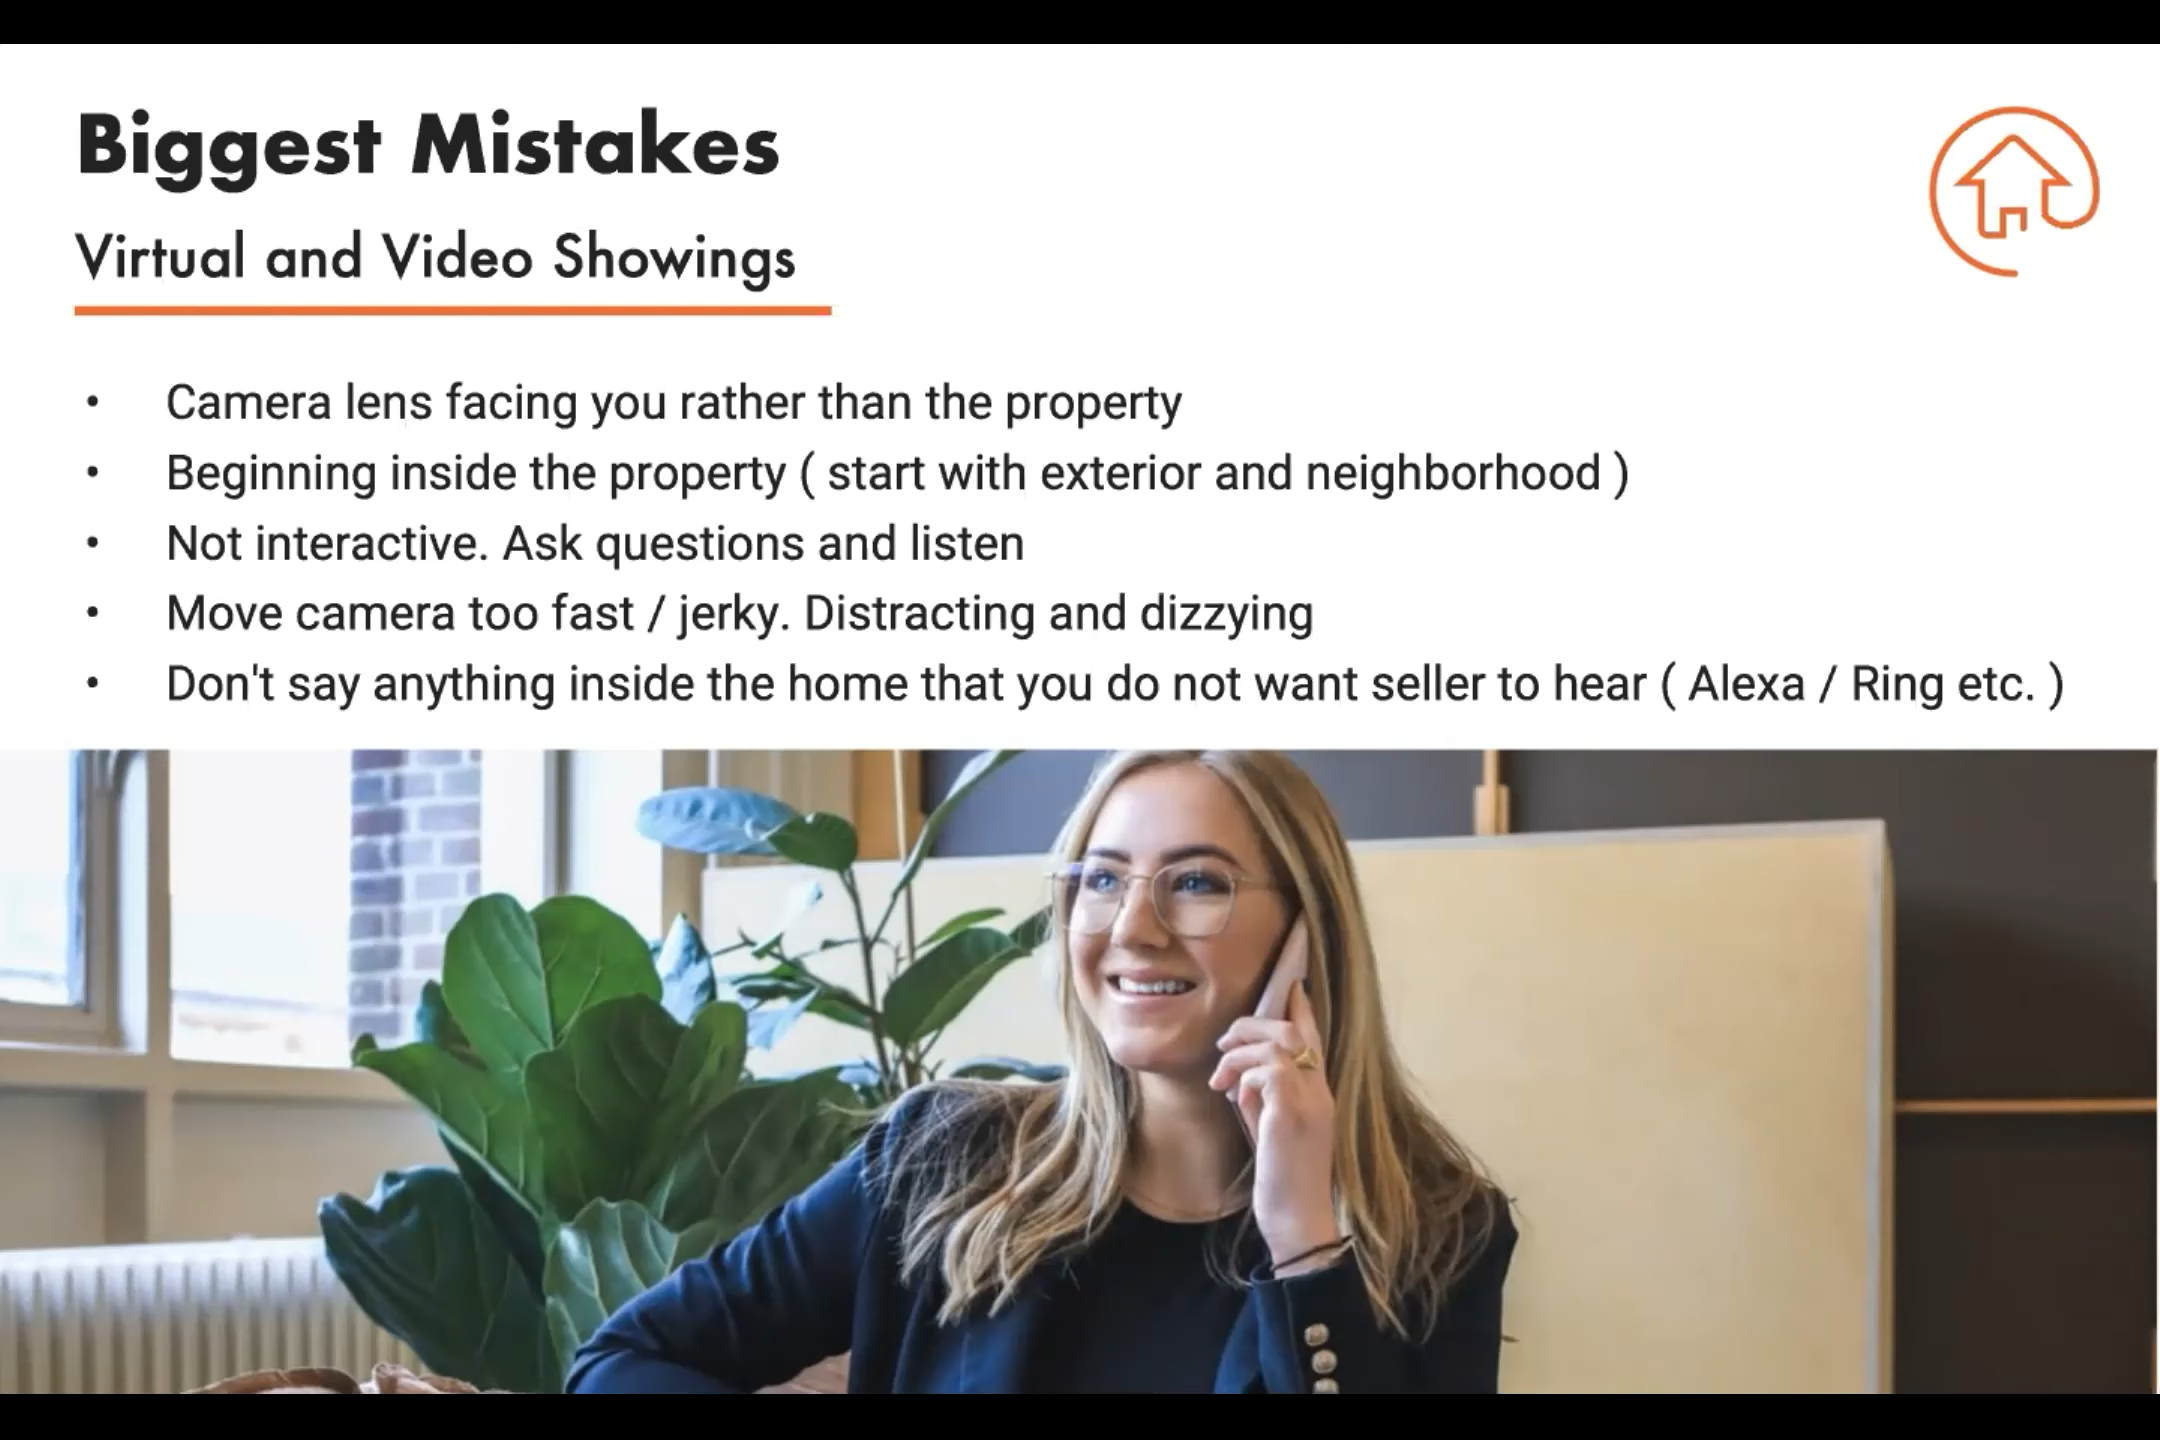 Biggest Mistakes
Virtual and Video Showings
• Camera lens facing you rather than the property
• Beginning inside the property ( start with exterior and neighborhood )
• Not interactive. Ask questions and listen
• Move camera too fast / jerky. Distracting and dizzying
• Don't say anything inside the home that you do not want seller to hear ( Alexa / Ring etc. )